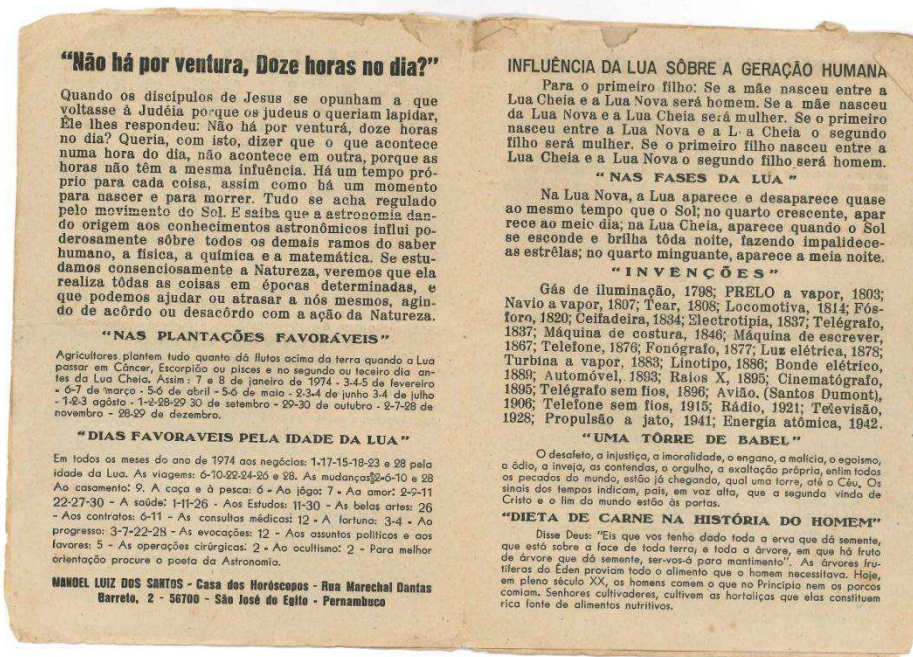 “Não há por ventura, Doze horas no dia?”
Quando os discípulos de Jesus se opunham a que
voltasse à Judéia porque os judeus o queriam lapidar,
Êle lhes respondeu: Não há por venturá, doze horas
no dia? Queria, com isto, dizer que o que acontece
numa hora do dia, não acontece em outra, porque as
horas não têm a mesma infuência. Há um tempo pró-
prio para cada coisa, assim como há um momento
para nascer e para morrer. Tudo se acha regulado
pelo movimento do Sol. E saiba que a astronomia dan-
do origem aos conhecimentos astronômicos influi po-
derosamente sôbre todos os demais ramos do saber
humano, a física, a química e a matemática. Se estu-
damos consenciosamente a Natureza, veremos que ela
realiza tôdas as coisas em épocas determinadas, e
que podemos ajudar ou atrasar a nós mesmos, agin-
do de acôrdo ou desacôrdo com a ação da Natureza.
“NAS PLANTAÇÕES FAVORÁVEIS”
Agricultores plantem tudo quanto dá flutos acima da terra quando a Lua
passar em Câncer, Escorpião ou pisces e no segundo ou teceiro dia an-
tes da Lua Cheia. Assim : 7 e 8 de janeiro de 1974 - 3-4-5 de fevereiro
- 6-7 de março - 5-6 de abril - 5-6 de maio - 2-3-4 de junho 3-4 de julho
- 1-2-3 agôsto - 1-2-28-29 30 de setembro - 29-30 de outubro - 2-7-28 de
novembro - 28-29 de dezembro.
“DIAS FAVORAVEIS PELA IDADE DA LUA”
Em todos os meses do ano de 1974 aos negócios: 1-17-15-18-23 e 28 pela
idade da Lua. As viagems: 6-10-22-24-26 e 28. As mudanças 2-6-10 e 28
Ao casamento: 9. A caça e à pesca: 6 - Ao jôgo: 7 - Aa amor: 2-9-11
22-27-30 - A saúde: 1-11-26 - Aos Estudos: 11-30 - As belas artes: 26
- Aos contratos: 6-11 - As consultas médicas: 12 - A fortuna: 3-4 - Ao
progresso: 3-7-22-28 - As evocações: 12 - Aos assuntos políticos e aos
favores: 5 - As operações cirúrgicas: 2 - Ao ocultismo: 2 - Para melhor
orientação procure o poeta da Astronomia.
MANOEL LUIZ DOS SANTOS - Casa dos Horóscopos - Rua Marechal Dantas
Barreto, 2 - 56700 - São José do Egito - Pernambuco
INFLUÊNCIA DA LUA SÔBRE A GERAÇÃO HUMANA
Para o primeiro filho: Se a mãe nasceu entre a
Lua Cheia e a Lua Nova será homem. Se a mãe nasceu
da Lua Nova e a Lua Cheia será mulher. Se o primeiro
nasceu entre a Lua Nova e a L a Cheia o segundo
filho será mulher. Se o primeiro filho nasceu entre a
Lua Cheia e a Lua Nova o segundo filho será homem.
“NAS FASES DA LUA”
Na Lua Nova, a Lua aparece e desaparece quase
ao mesmo tempo que o Sol; no quarto crescente, apar
rece ao meio dia; na Lua Cheia, aparece quando o Sol
se esconde e brilha tôda noite, fazendo impalidece-
as estrêlas; no quarto minguante, aparece a meia noite.
“INVENÇÕES”
Gás de iluminação, 1798; PRELO a vapor, 1803;
Navio a vapor, 1807; Tear, 1808; Locomotiva, 1814; Fós-
foro, 1820; Ceifadeira, 1834; Electrotipia, 1837; Telégrafo,
1837; Máquina de costura, 1846; Máquina de escrever,
1867; Telefone, 1876; Fonógrafo, 1877; Luz elétrica, 1878;
Turbina a vapor, 1883; Linotipo, 1886; Bonde elétrico,
1889; Automóvel, 1893; Raios X, 1895; Cinematógrafo,
1895; Telégrafo sem fios, 1896; Avião. (Santos Dumont),
1906; Telefone sem fios, 1915; Rádio, 1921; Televisão,
1928; Propulsão a jato, 1941; Energia atômica, 1942.
“UMA TÔRRE DE BABEL”
O desafeto, a injustiça, a imoralidade, o engano, a malícia, o egoismo,
o ódio, a inveja, as contendas, o orgulho, a exaltação própria, enfim todos
os pecados do mundo, estão já chegando, qual uma torre, até o Céu. Os
sinais dos tempos indicam, pais, em voz alta, que a segunda vinda de
Cristo e o fim do mundo estão às portas.
“DIETA DE CARNE NA HISTÓRIA DO HOMEM”
Disse Deus: "Eis que vos tenho dado toda a erva que dá semente,
que está sobre a face de toda terra; e toda a árvore, em que há fruto
de árvore que dá semente, ser-vos-á para mantimento". As árvores fru-
tíferas do Éden proviam todo o alimento que o homem necessitava. Hoje,
em pleno século XX, os homens comem o que no Princípio nem os porcos
comiam. Senhores cultivaderes, cultivem as hortaliças que elas constituem
rica fonte de alimentos nutritivos.